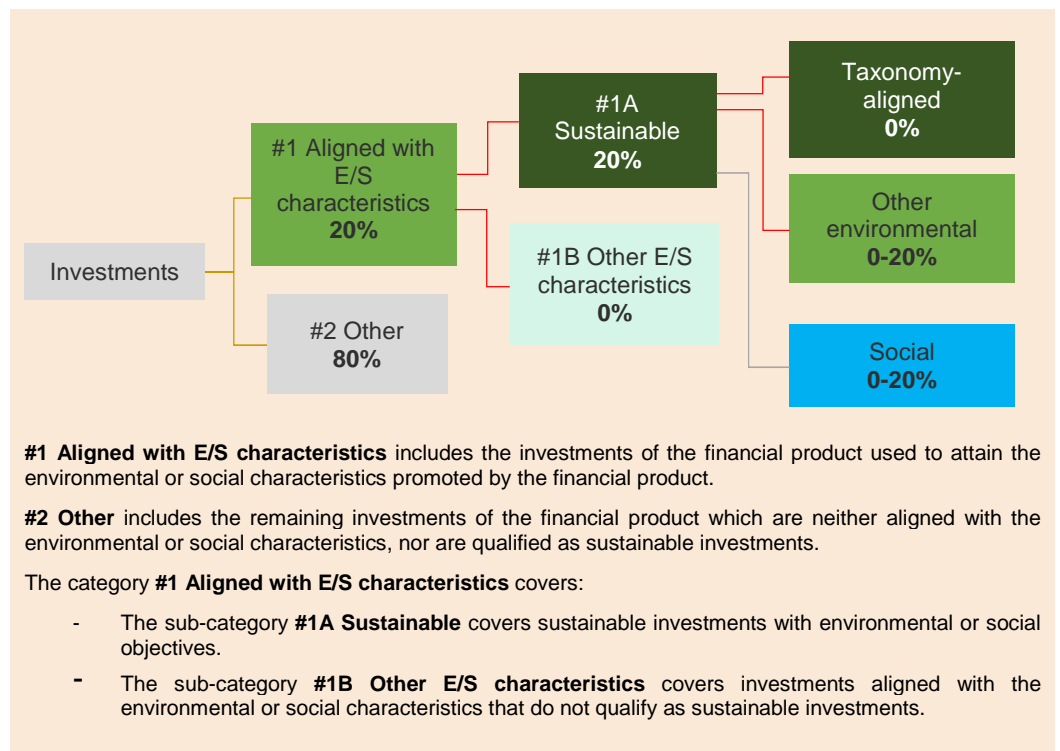 Investments
#1 Aligned with
E/S
characteristics
20%
#2 Other
80%
#1A
Sustainable
20%
#1B Other E/S
characteristics
0%
Taxonomy-
aligned
0%
Other
environmental
0-20%
Social
0-20%
#1 Aligned with E/S characteristics includes the investments of the financial product used to attain the
environmental or social characteristics promoted by the financial product.
#2 Other includes the remaining investments of the financial product which are neither aligned with the
environmental or social characteristics, nor are qualified as sustainable investments.
The category #1 Aligned with E/S characteristics covers:
- The sub-category #1A Sustainable covers sustainable investments with environmental or social
objectives.
- The sub-category #1B Other E/S characteristics covers investments aligned with the
environmental or social characteristics that do not qualify as sustainable investments.